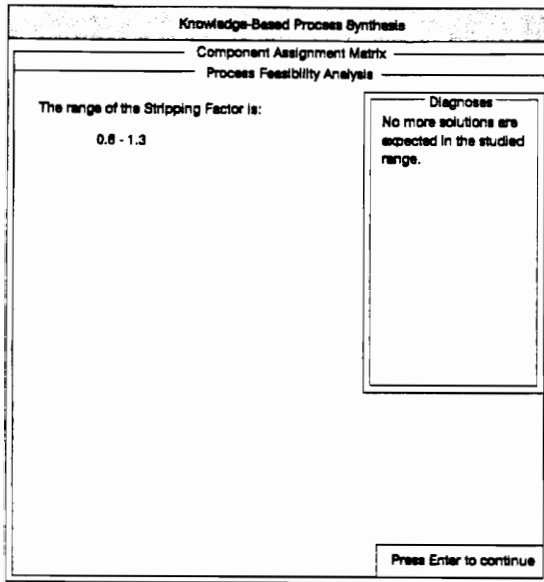 Knowledge-Based Process Synthesis
Component Assignment Matrix
Process Feasibility Analysis
The range of the Stripping Factor is:
0.6 - 1.3
Diagnoses
No more solutions are
expected in the studied
range.
Press Enter to continue